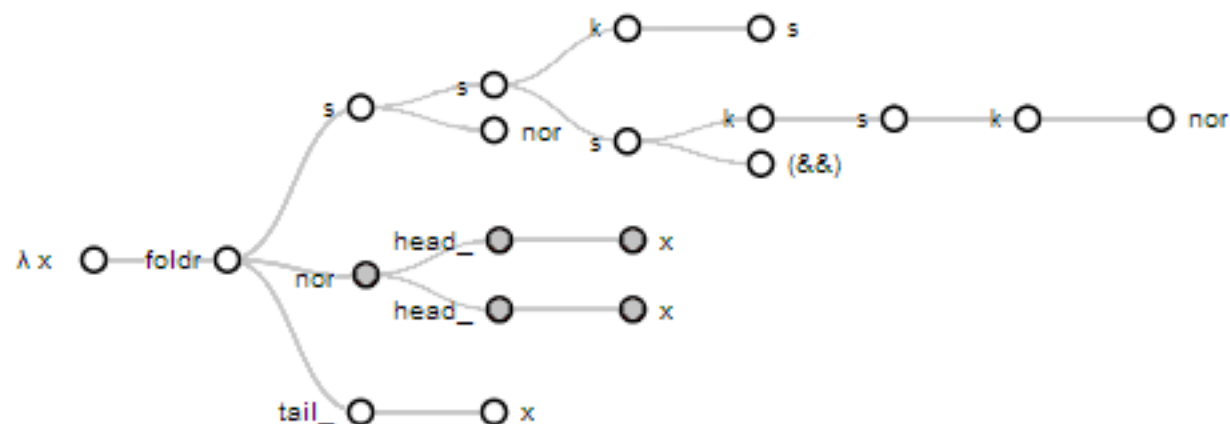 k s
s s k s k nor
nor s (&&)
head_ x
λ x foldr nor
head_ x
tail_ x